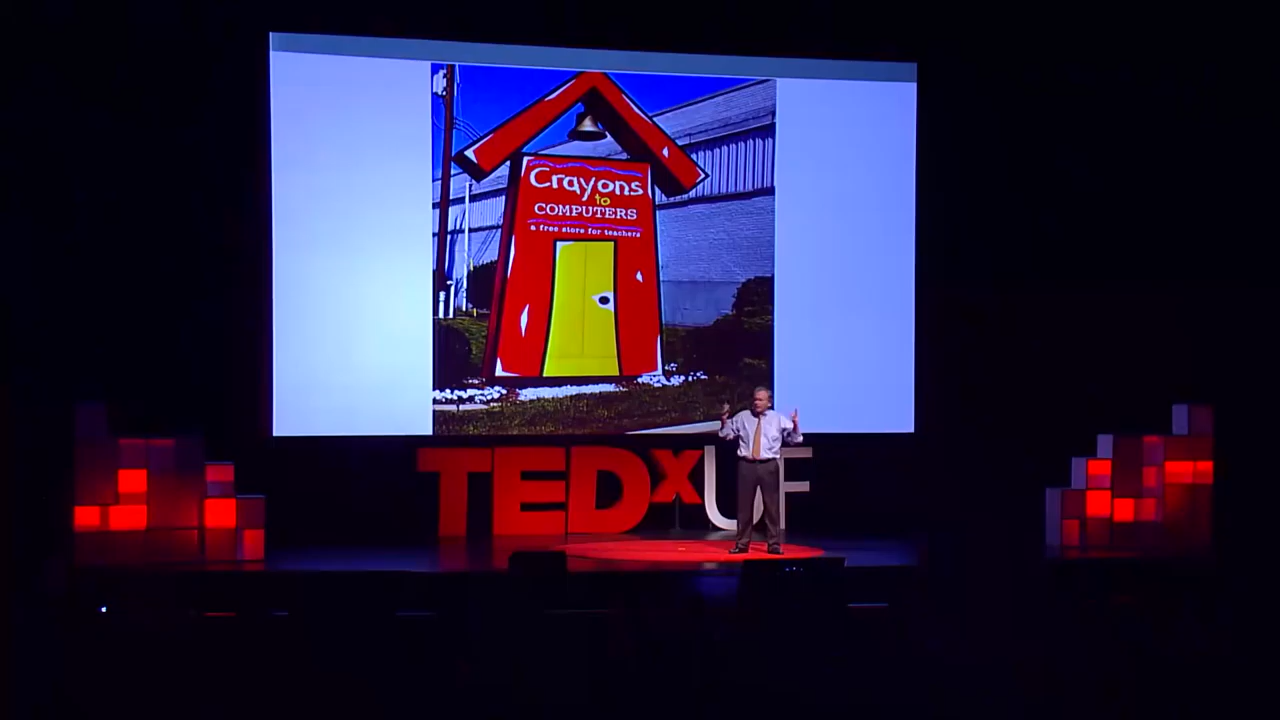 Crayons
to
COMPUTERS
a free store for teachers
TEDxUF